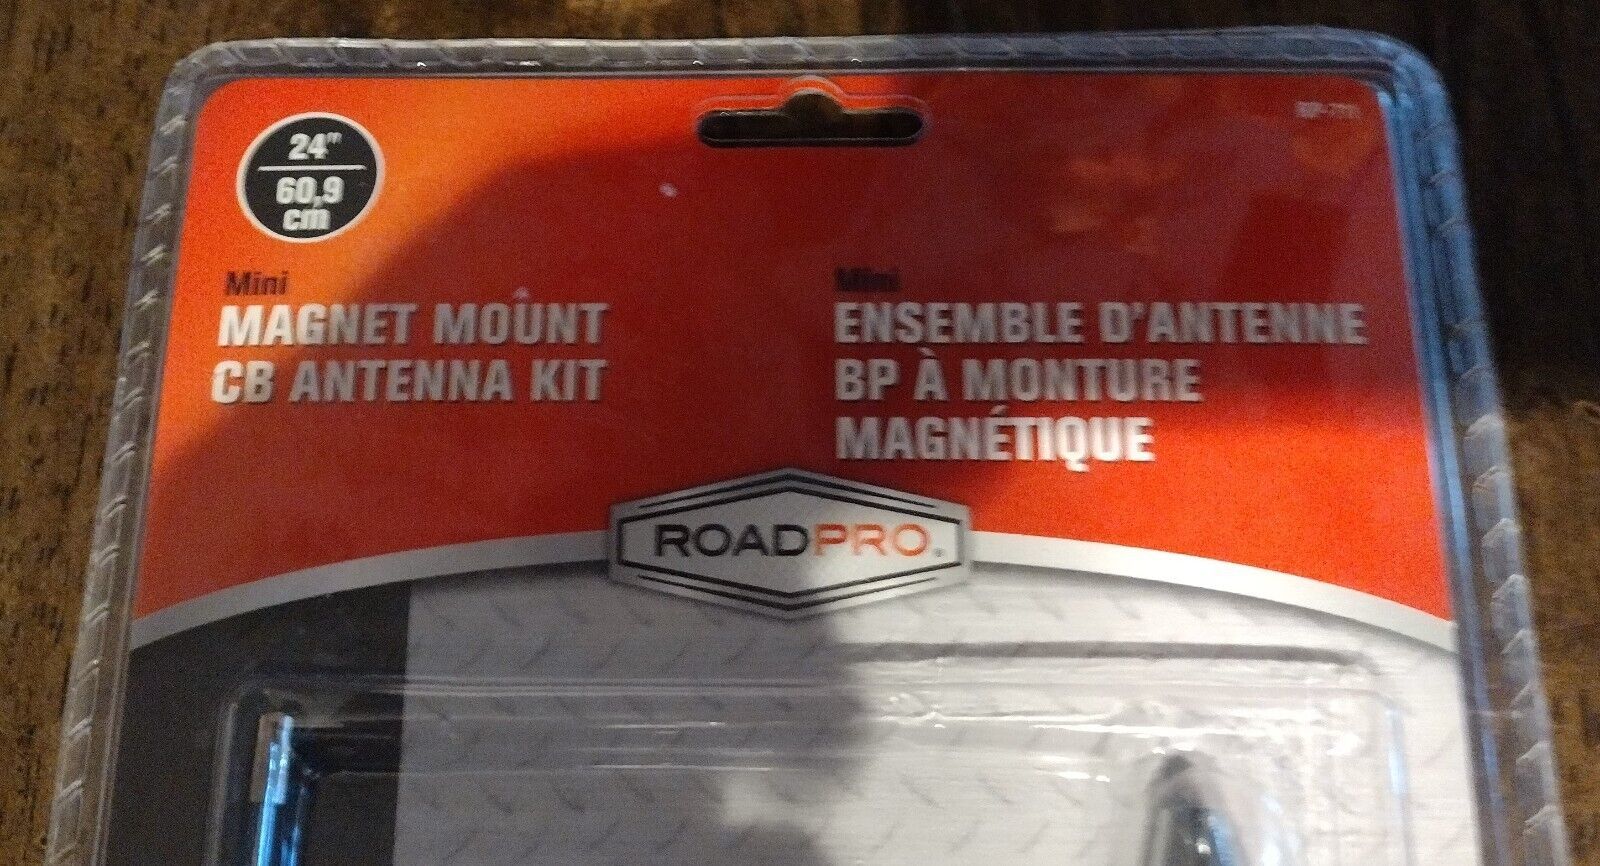 24"
60,9
cm
Mini
MAGNET MOUNT
CB ANTENNA KIT
Mini
ENSEMBLE D'ANTENNE
BP À MONTURE
MAGNÉTIQUE
ROADPRO®